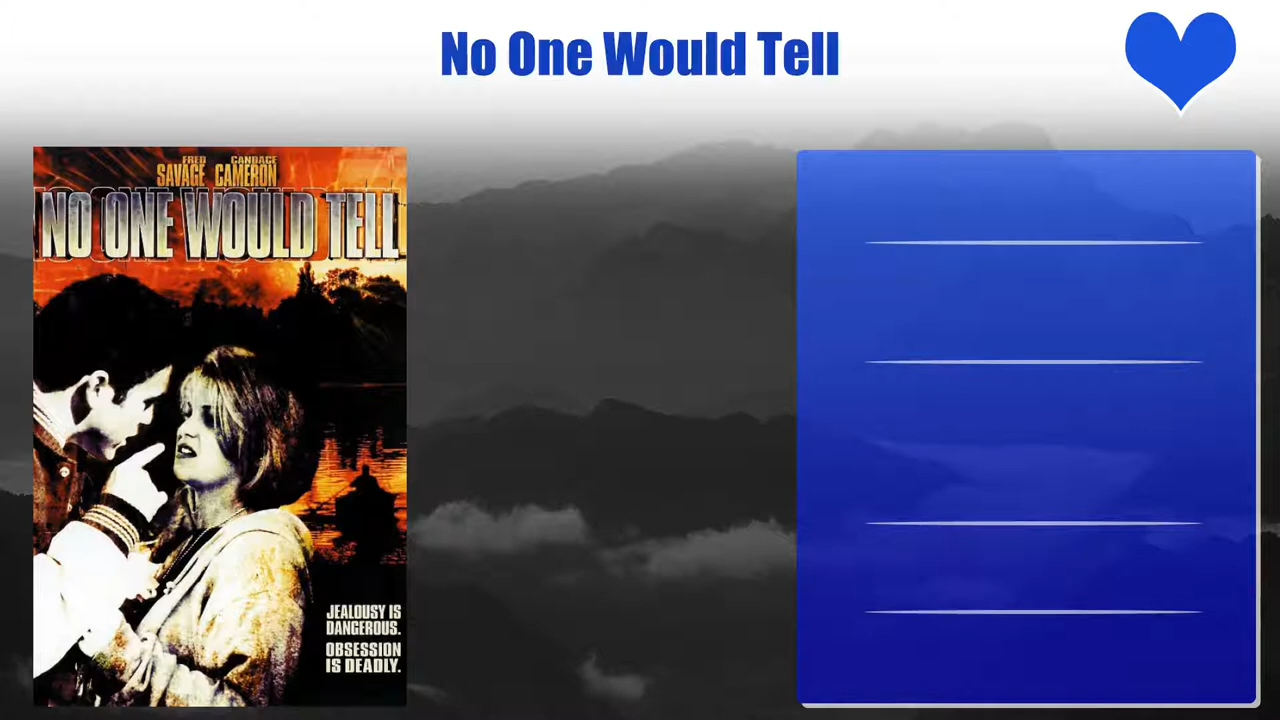 No One Would Tell
FRED CANDACE
SAVAGE CAMERON
NO ONE WOULD TELL
JEALOUSY IS
DANGEROUS.
OBSESSION
IS DEADLY.